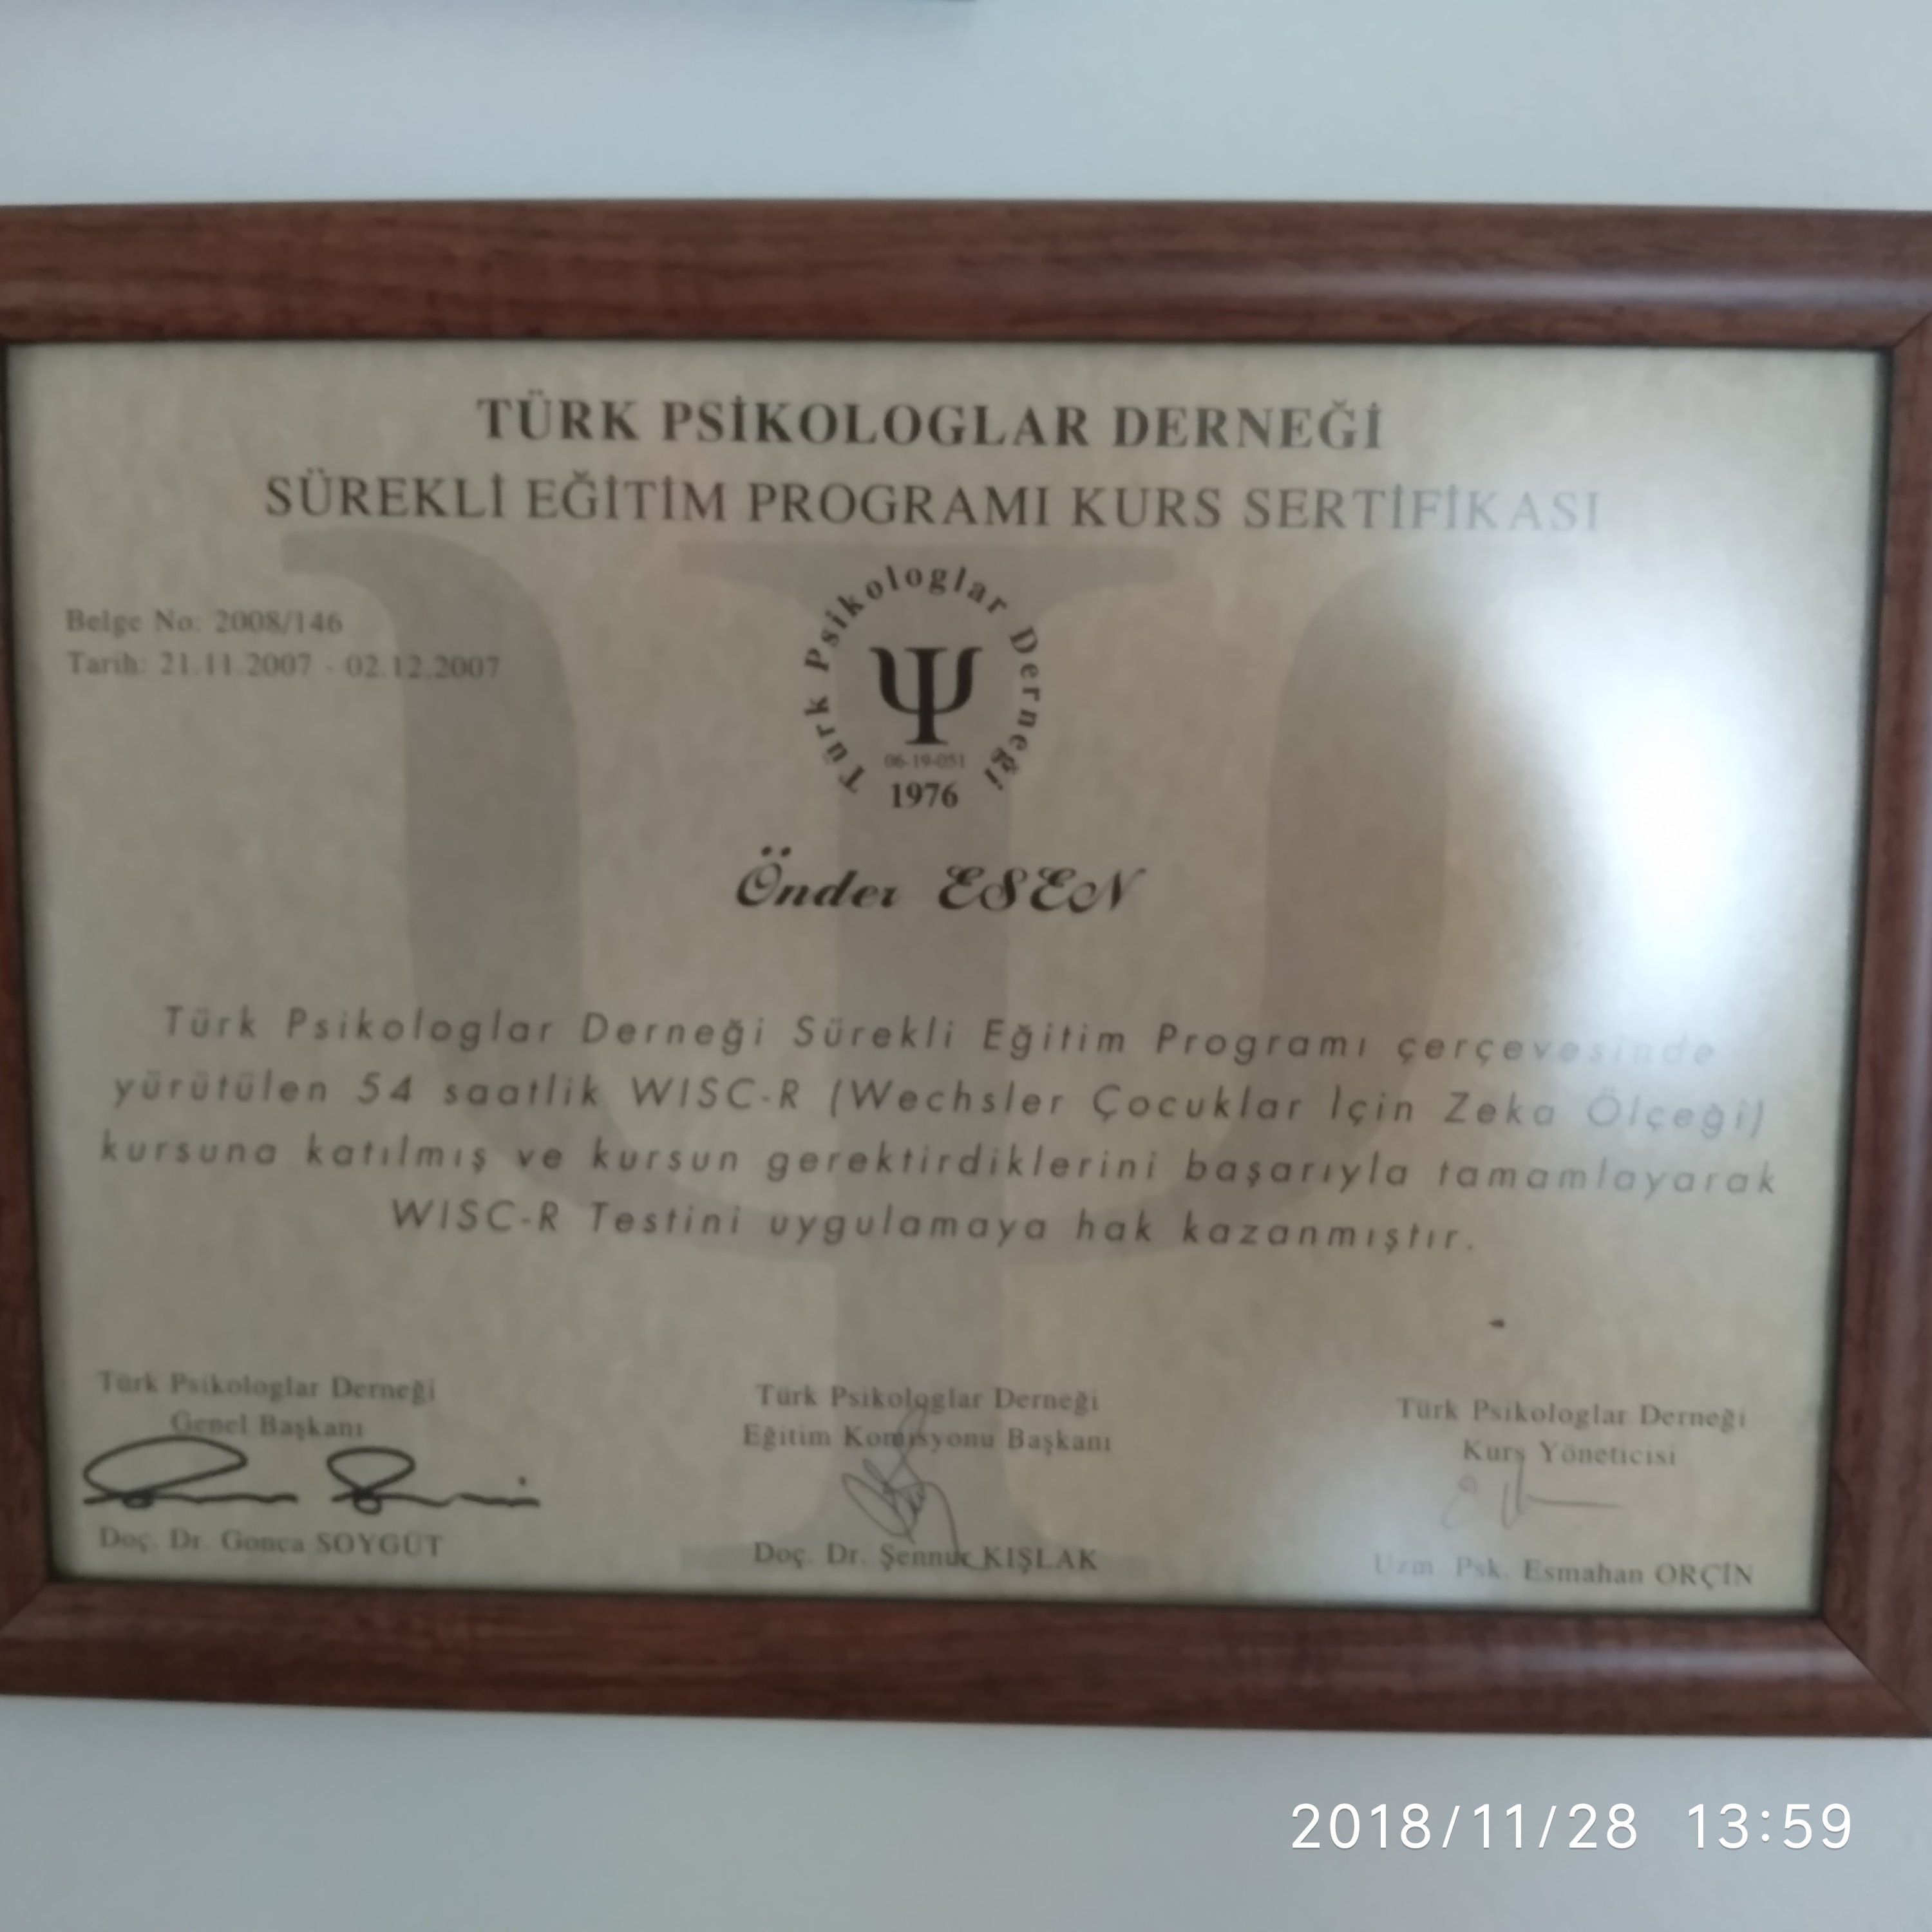 TÜRK PSİKOLOGLAR DERNEĞİ
SÜREKLİ EĞİTİM PROGRAMI KURS SERTİFİKASI
Belge No: 2008/146
Tarih: 21.11.2007 - 02.12.2007
Türk Psikologlar Derneği
Ψ
06-19-051
1976
Önder ESEN
Türk Psikologlar Derneği Sürekli Eğitim Programı çerçevesinde
yürütülen 54 saatlik WISC-R (Wechsler Çocuklar İçin Zeka Ölçeği)
kursuna katılmış ve kursun gerektirdiklerini başarıyla tamamlayarak
WISC-R Testini uygulamaya hak kazanmıştır.
Türk Psikologlar Derneği
Genel Başkanı
Doç. Dr. Gonca SOYGÜT
Türk Psikologlar Derneği
Eğitim Komisyonu Başkanı
Doç. Dr. Şennur KIŞLAK
Türk Psikologlar Derneği
Kurs Yöneticisi
Uzm. Psk. Esmahan ORÇİN
2018/11/28 13:59